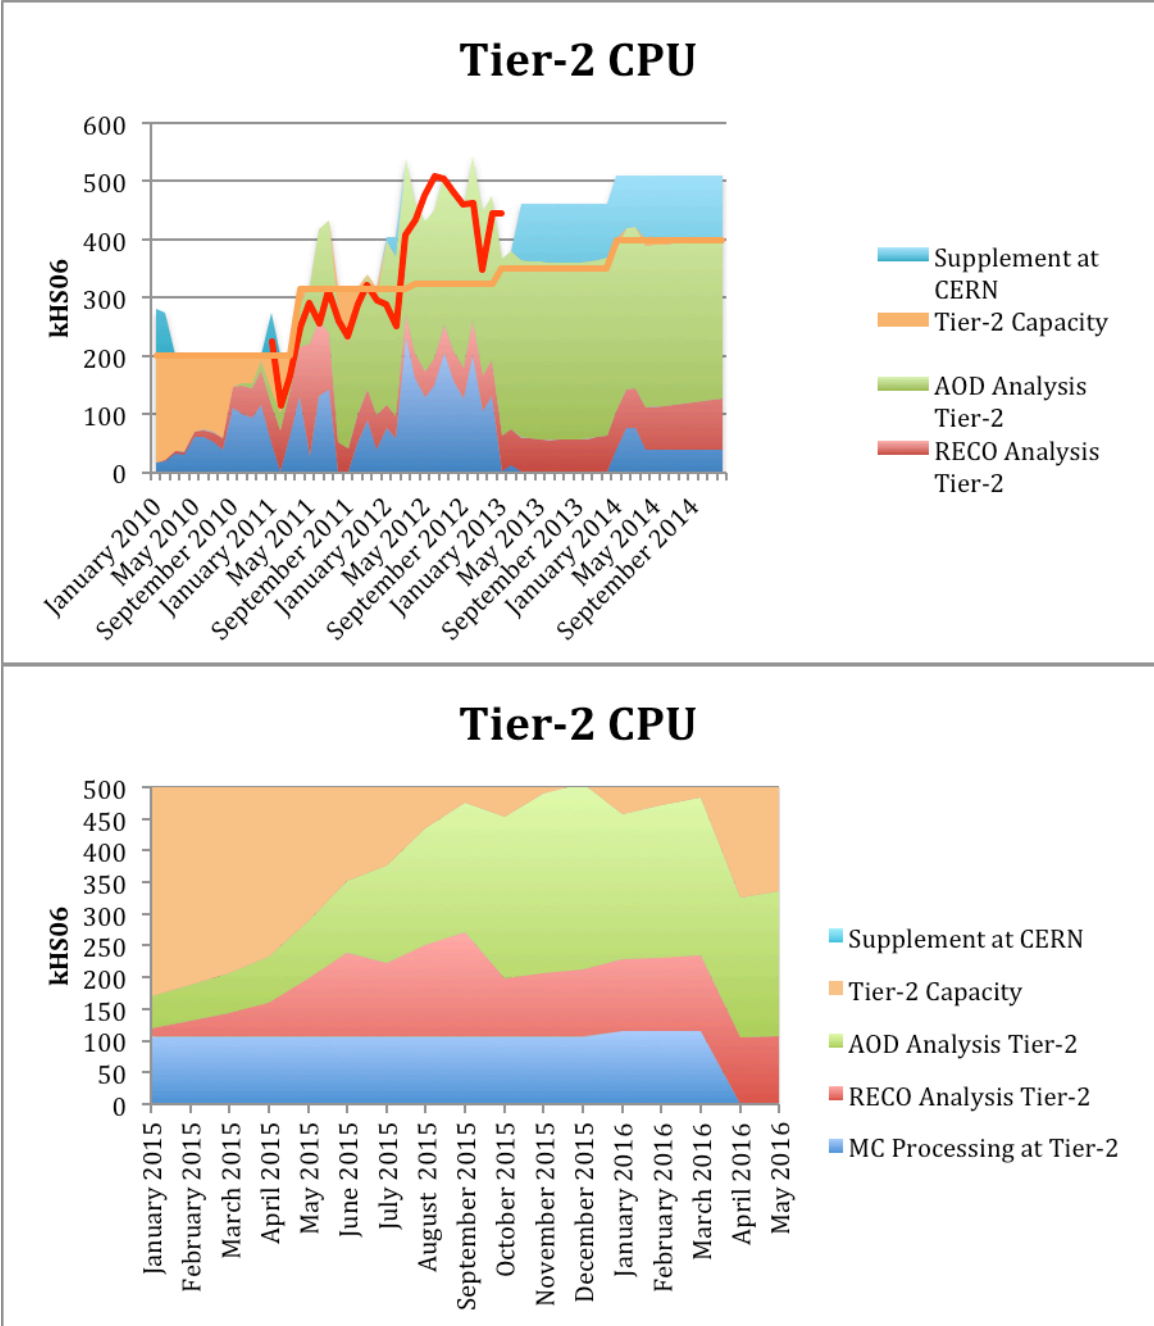 Tier-2 CPU
600
500
400
300
200
100
0
kHS06
January 2010
May 2010
September 2010
January 2011
May 2011
September 2011
January 2012
May 2012
September 2012
January 2013
May 2013
September 2013
January 2014
May 2014
September 2014
Supplement at
CERN
Tier-2 Capacity
AOD Analysis
Tier-2
RECO Analysis
Tier-2
Tier-2 CPU
500
450
400
350
300
250
200
150
100
50
0
kHS06
January 2015
February 2015
March 2015
April 2015
May 2015
June 2015
July 2015
August 2015
September 2015
October 2015
November 2015
December 2015
January 2016
February 2016
March 2016
April 2016
May 2016
Supplement at CERN
Tier-2 Capacity
AOD Analysis Tier-2
RECO Analysis Tier-2
MC Processing at Tier-2